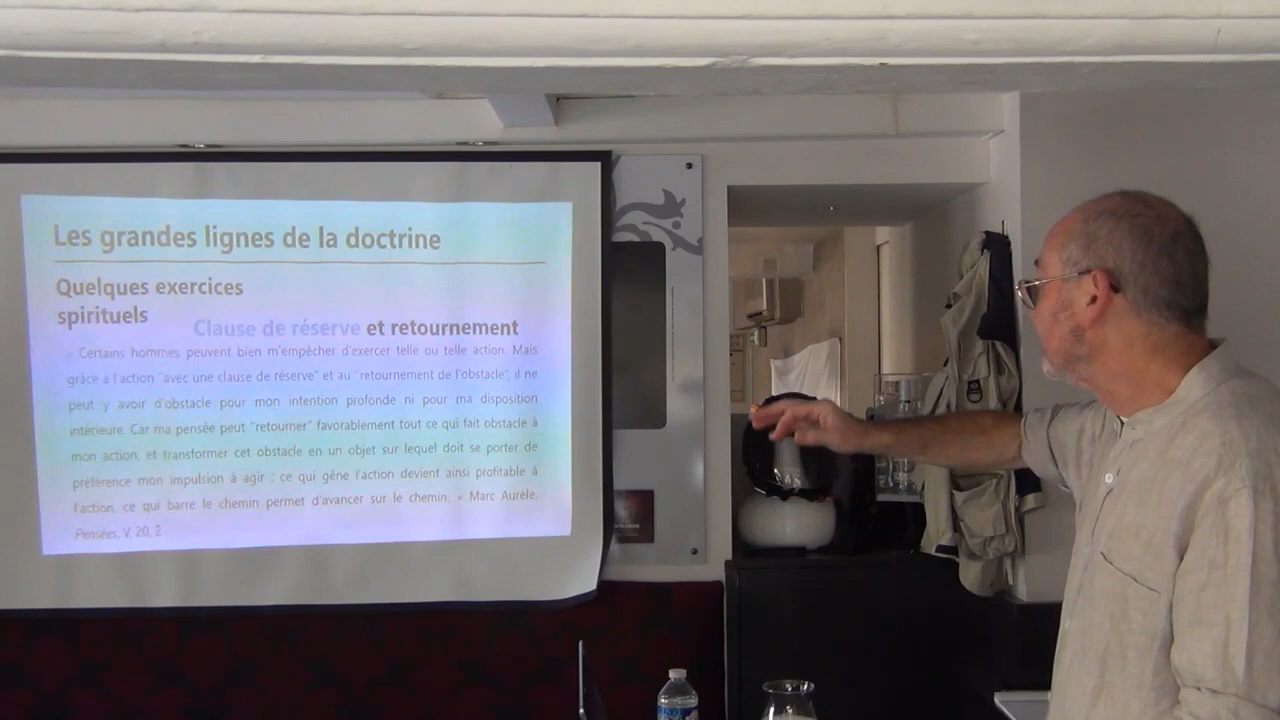 Les grandes lignes de la doctrine
Quelques exercices
spirituels
Clause de réserve et retournement
« Certains hommes peuvent bien m'empêcher d'exercer telle ou telle action. Mais
grâce à l'action "avec une clause de réserve" et au "retournement de l'obstacle", il ne
peut y avoir d'obstacle pour mon intention profonde ni pour ma disposition
intérieure. Car ma pensée peut "retourner" favorablement tout ce qui fait obstacle à
mon action, et transformer cet obstacle en un objet sur lequel doit se porter de
préférence mon impulsion à agir : ce qui gêne l'action devient ainsi profitable à
l'action, ce qui barre le chemin permet d'avancer sur le chemin. » Marc Aurèle,
Pensées, V. 20, 2